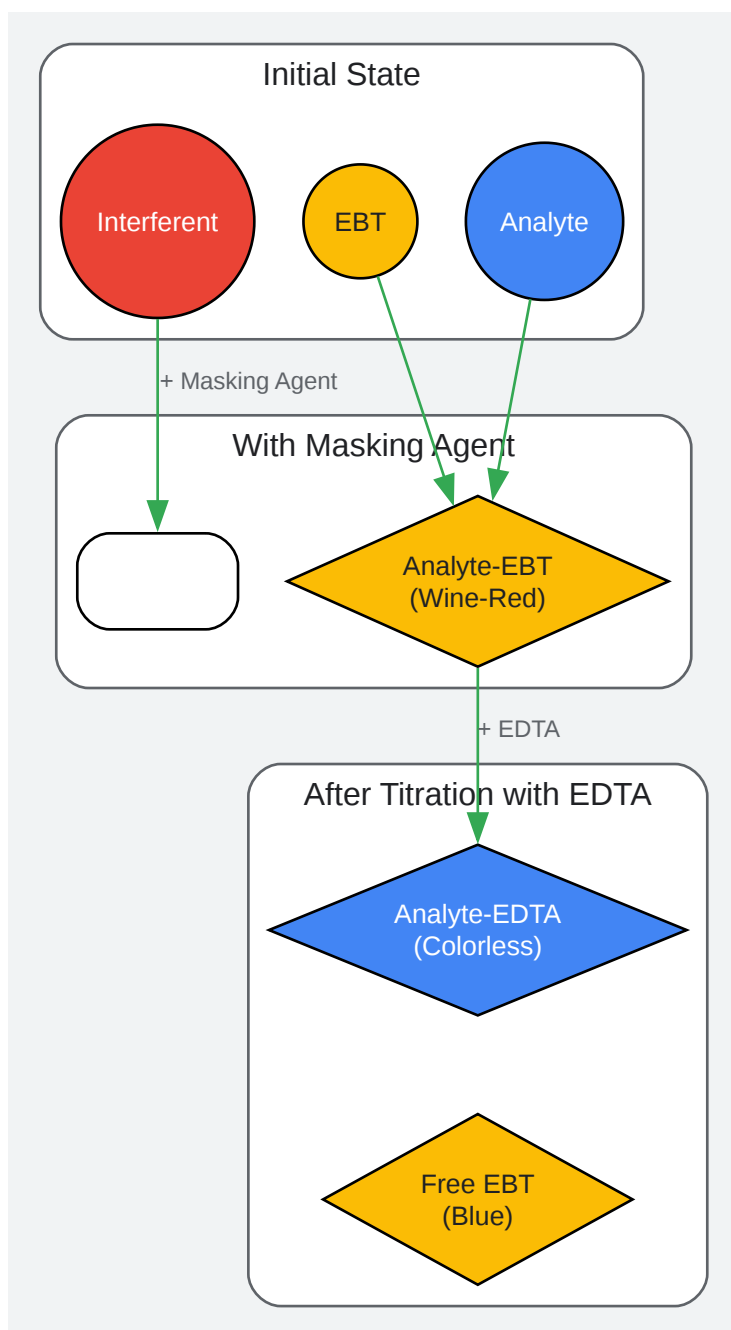 Initial State
Interferent
EBT
Analyte
+ Masking Agent
With Masking Agent
Analyte-EBT
(Wine-Red)
+ EDTA
After Titration with EDTA
Analyte-EDTA
(Colorless)
Free EBT
(Blue)